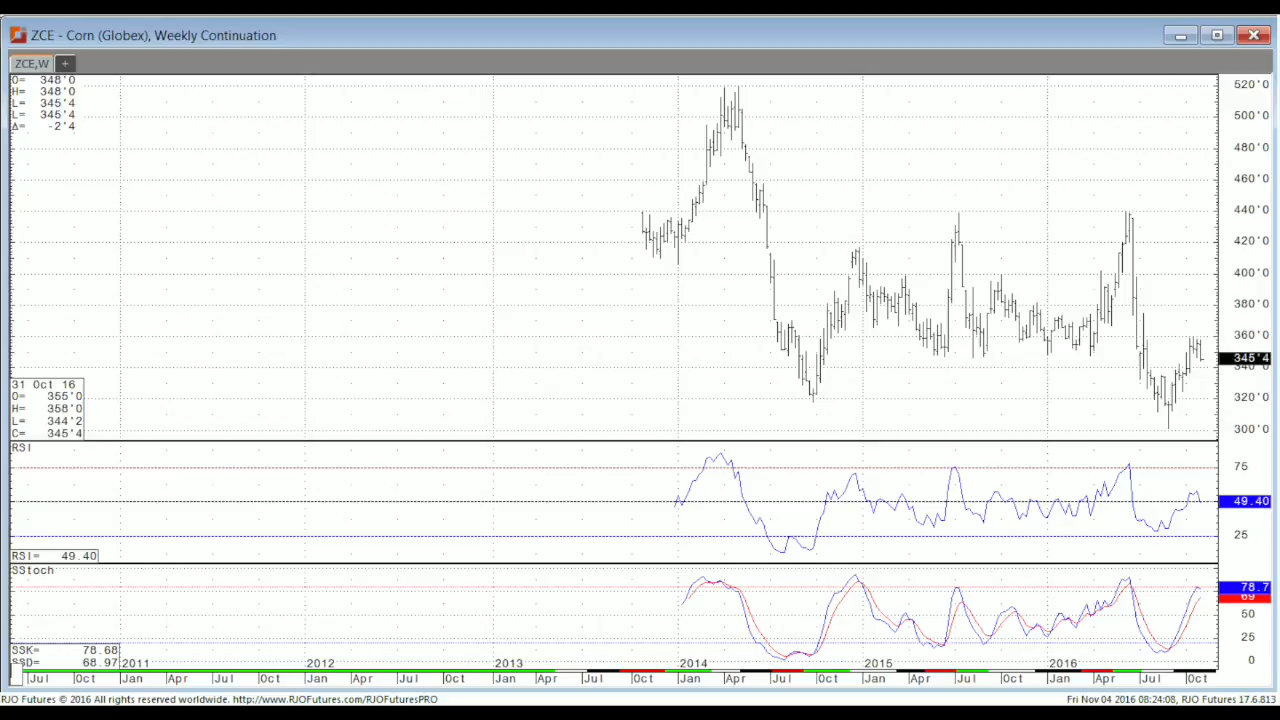 ZCE - Corn (Globex), Weekly Continuation
ZCE,W +
O= 348'0
H= 348'0
L= 345'4
L= 345'4
Δ= -2'4
520'0
500'0
480'0
460'0
440'0
420'0
400'0
380'0
360'0
345'4
340'0
320'0
300'0
31 Oct 16
O= 355'0
H= 358'0
L= 344'2
C= 345'4
RSI
75
49.40
25
RSI= 49.40
SStoch
78.7
69
50
25
0
SSK= 78.68
SSD= 68.97
2011 2012 2013 2014 2015 2016
Jul Oct Jan Apr Jul Oct Jan Apr Jul Oct Jan Apr Jul Oct Jan Apr Jul Oct Jan Apr Jul Oct Jan Apr Jul Oct
RJO Futures © 2016 All rights reserved worldwide. http://www.RJOFutures.com/RJOFuturesPRO
Fri Nov 04 2016 08:24:08, RJO Futures 17.6.813